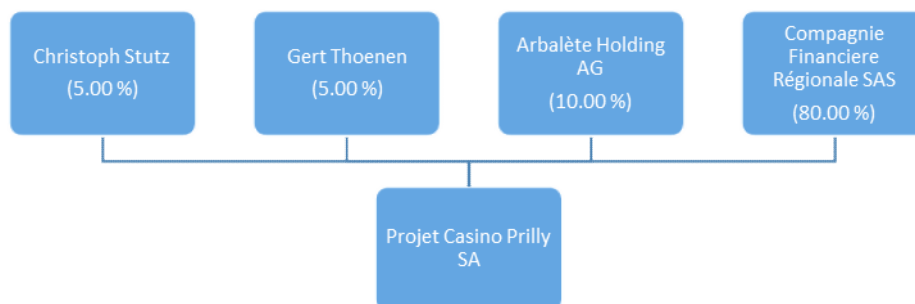 Christoph Stutz
(5.00 %)
Gert Thoenen
(5.00 %)
Arbalète Holding
AG
(10.00 %)
Compagnie
Financiere
Régionale SAS
(80.00 %)
Projet Casino Prilly
SA